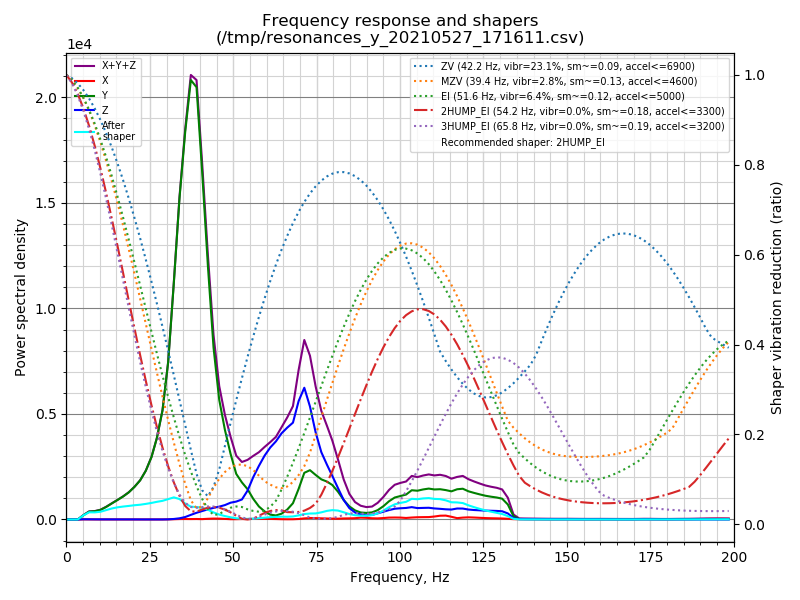 Frequency response and shapers
(/tmp/resonances_y_20210527_171611.csv)
1e4
X+Y+Z
X
Y
Z
After
shaper
ZV (42.2 Hz, vibr=23.1%, sm~=0.09, accel<=6900)
MZV (39.4 Hz, vibr=2.8%, sm~=0.13, accel<=4600)
EI (51.6 Hz, vibr=6.4%, sm~=0.12, accel<=5000)
2HUMP_EI (54.2 Hz, vibr=0.0%, sm~=0.18, accel<=3300)
3HUMP_EI (65.8 Hz, vibr=0.0%, sm~=0.19, accel<=3200)
Recommended shaper: 2HUMP_EI
Power spectral density
2.0
1.5
1.0
0.5
0.0
1.0
0.8
0.6
0.4
0.2
0.0
Shaper vibration reduction (ratio)
0 25 50 75 100 125 150 175 200
Frequency, Hz